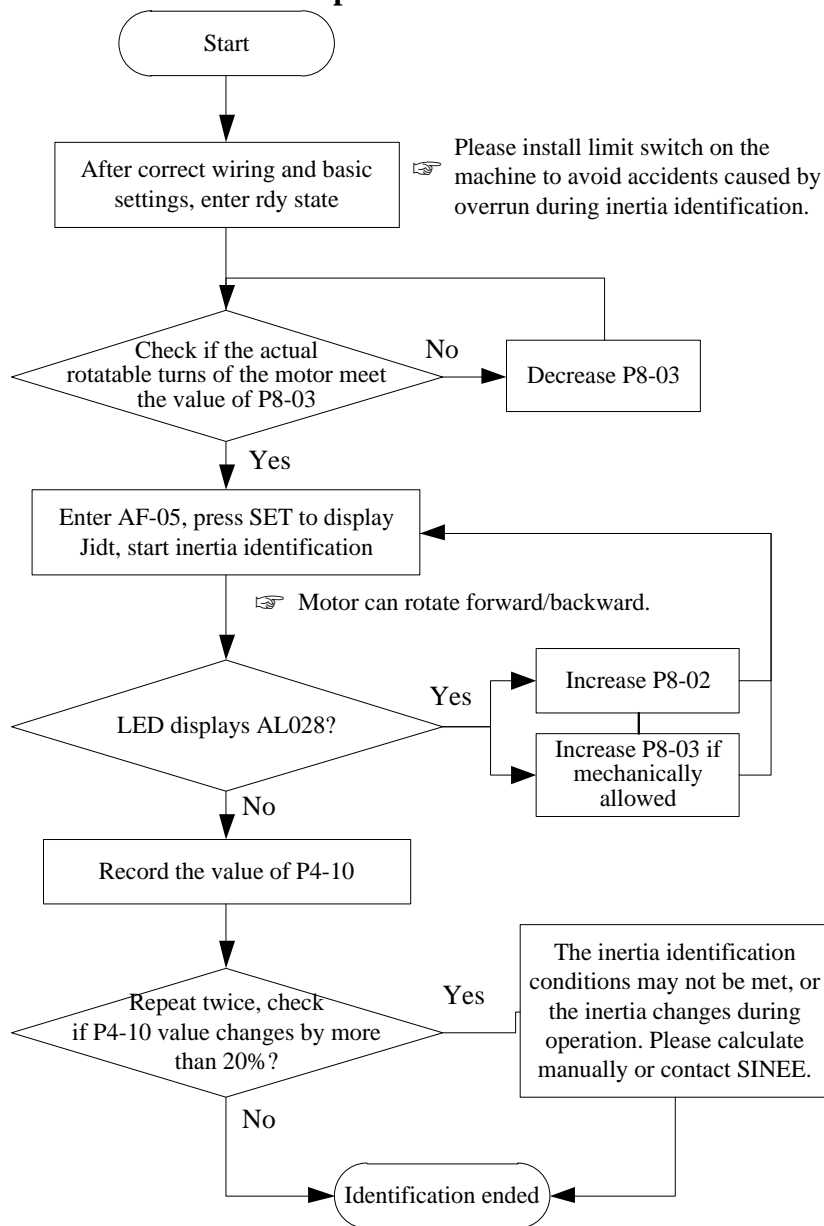 Start
After correct wiring and basic
settings, enter rdy state
☞ Please install limit switch on the
machine to avoid accidents caused by
overrun during inertia identification.
Check if the actual
rotatable turns of the motor meet
the value of P8-03
No
Decrease P8-03
Yes
Enter AF-05, press SET to display
Jidt, start inertia identification
☞ Motor can rotate forward/backward.
LED displays AL028?
Yes
Increase P8-02
Increase P8-03 if
mechanically
allowed
No
Record the value of P4-10
Repeat twice, check
if P4-10 value changes by more
than 20%?
Yes
The inertia identification
conditions may not be met, or
the inertia changes during
operation. Please calculate
manually or contact SINEE.
No
Identification ended